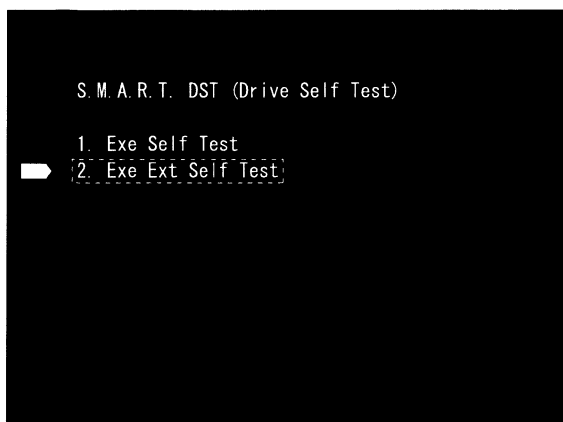 S.M.A.R.T. DST (Drive Self Test)
1. Exe Self Test
2. Exe Ext Self Test